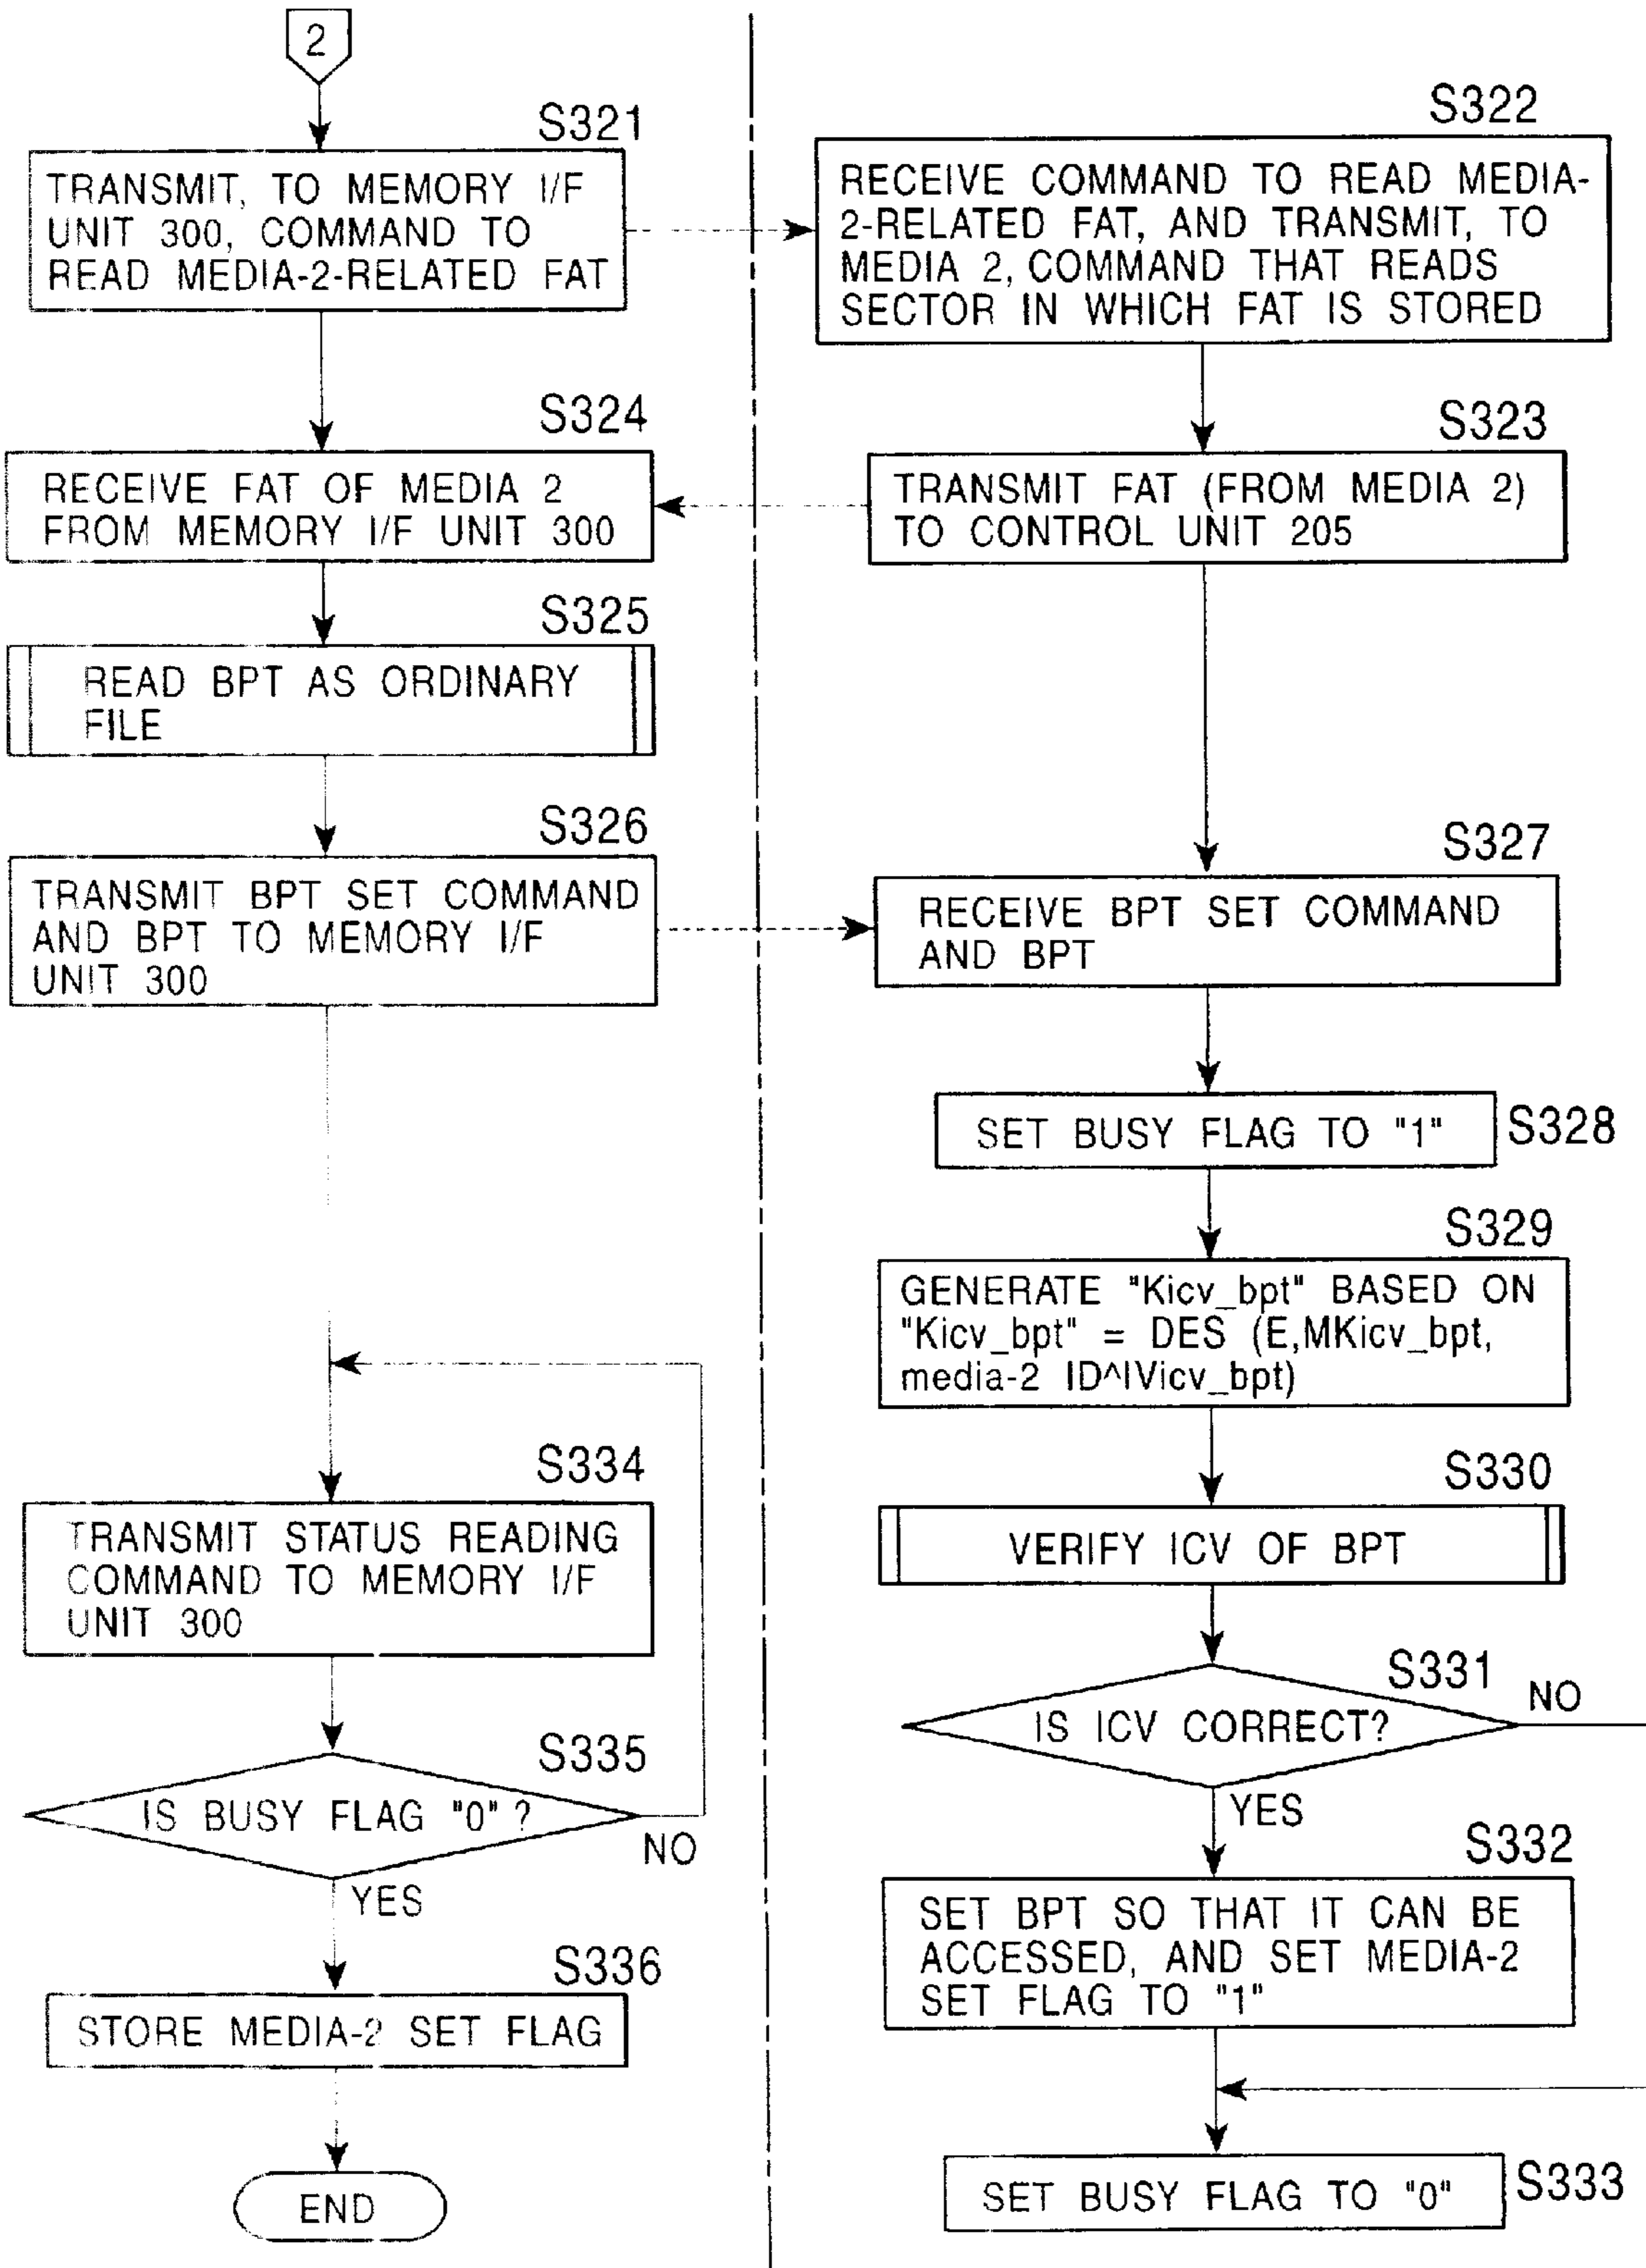 2
S321
TRANSMIT, TO MEMORY I/F
UNIT 300, COMMAND TO
READ MEDIA-2-RELATED FAT
S322
RECEIVE COMMAND TO READ MEDIA-
2-RELATED FAT, AND TRANSMIT, TO
MEDIA 2, COMMAND THAT READS
SECTOR IN WHICH FAT IS STORED
S324
RECEIVE FAT OF MEDIA 2
FROM MEMORY I/F UNIT 300
S323
TRANSMIT FAT (FROM MEDIA 2)
TO CONTROL UNIT 205
S325
READ BPT AS ORDINARY
FILE
S326
TRANSMIT BPT SET COMMAND
AND BPT TO MEMORY I/F
UNIT 300
S327
RECEIVE BPT SET COMMAND
AND BPT
SET BUSY FLAG TO "1"
S328
S329
GENERATE "Kicv_bpt" BASED ON
"Kicv_bpt" = DES (E,MKicv_bpt,
media-2 ID^IVicv_bpt)
S330
VERIFY ICV OF BPT
S331
IS ICV CORRECT?
NO
YES
S332
SET BPT SO THAT IT CAN BE
ACCESSED, AND SET MEDIA-2
SET FLAG TO "1"
SET BUSY FLAG TO "0"
S333
S334
TRANSMIT STATUS READING
COMMAND TO MEMORY I/F
UNIT 300
S335
IS BUSY FLAG "0" ?
NO
YES
S336
STORE MEDIA-2 SET FLAG
END